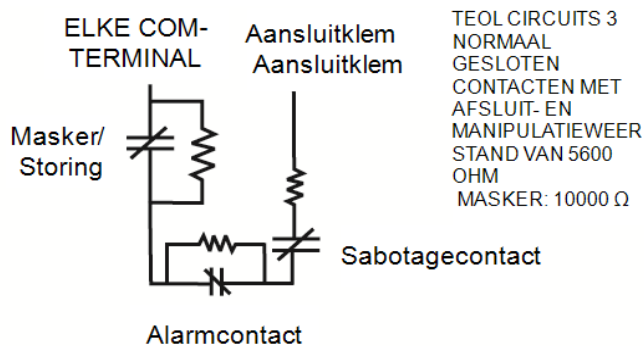 ELKE COM-
TERMINAL
Aansluitklem
Aansluitklem
TEOL CIRCUITS 3
NORMAAL
GESLOTEN
CONTACTEN MET
AFSLUIT- EN
MANIPULATIEWEER
STAND VAN 5600
OHM
MASKER: 10000 Ω
Masker/
Storing
Sabotagecontact
Alarmcontact